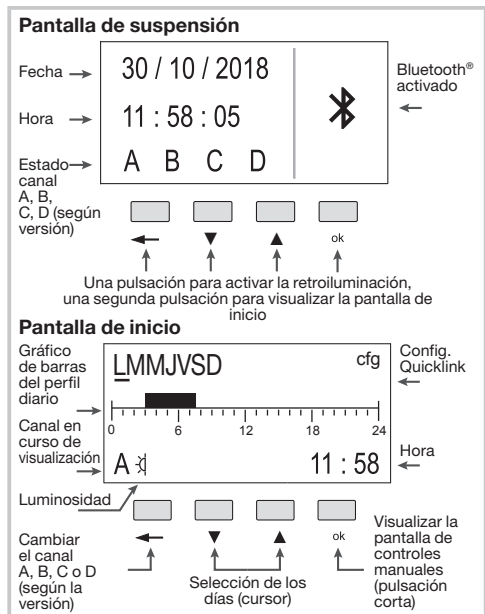 Pantalla de suspensión
Fecha
30 / 10 / 2018
Bluetooth®
activado
Hora
11 : 58 : 05
Estado
canal
A, B,
C, D (según
versión)
A B C D
ok
Una pulsación para activar la retroiluminación,
una segunda pulsación para visualizar la pantalla de
inicio
Pantalla de inicio
Gráfico
de barras
del perfil
diario
LMMJVSD
cfg
Config.
Quicklink
0 6 12 18 24
Canal en
curso de
visualización
A
11 : 58
Hora
Luminosidad
ok
Cambiar
el canal
A, B, C o D
(según la
versión)
Selección de los
días (cursor)
Visualizar la
pantalla de
controles
manuales
(pulsación
corta)